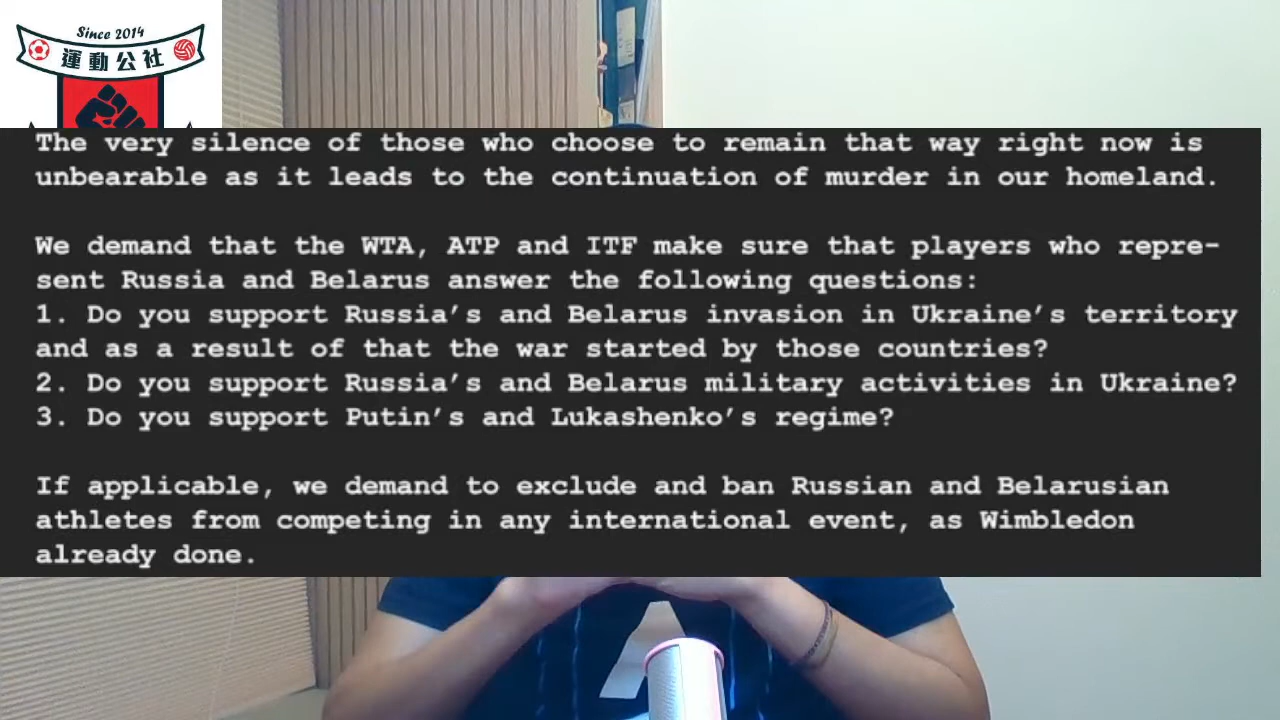 Since 2014
運動公社
The very silence of those who choose to remain that way right now is
unbearable as it leads to the continuation of murder in our homeland.
We demand that the WTA, ATP and ITF make sure that players who repre-
sent Russia and Belarus answer the following questions:
1. Do you support Russia's and Belarus invasion in Ukraine's territory
and as a result of that the war started by those countries?
2. Do you support Russia's and Belarus military activities in Ukraine?
3. Do you support Putin's and Lukashenko's regime?
If applicable, we demand to exclude and ban Russian and Belarusian
athletes from competing in any international event, as Wimbledon
already done.